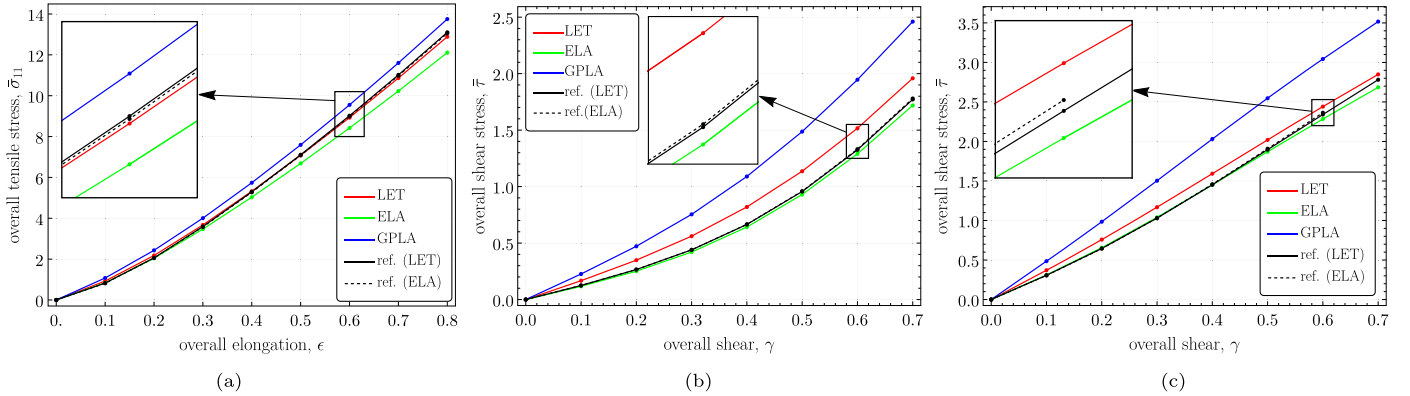 14
12
10
8
6
4
2
0
overall tensile stress, σ̄₁₁
LET
ELA
GPLA
ref. (LET)
ref. (ELA)
0. 0.1 0.2 0.3 0.4 0.5 0.6 0.7 0.8
overall elongation, ϵ
(a)
2.5
2.0
1.5
1.0
0.5
0.0
overall shear stress, τ̄
LET
ELA
GPLA
ref. (LET)
ref.(ELA)
0.0 0.1 0.2 0.3 0.4 0.5 0.6 0.7
overall shear, γ
(b)
3.5
3.0
2.5
2.0
1.5
1.0
0.5
0.0
overall shear stress, τ̄
LET
ELA
GPLA
ref. (LET)
ref. (ELA)
0.0 0.1 0.2 0.3 0.4 0.5 0.6 0.7
overall shear, γ
(c)